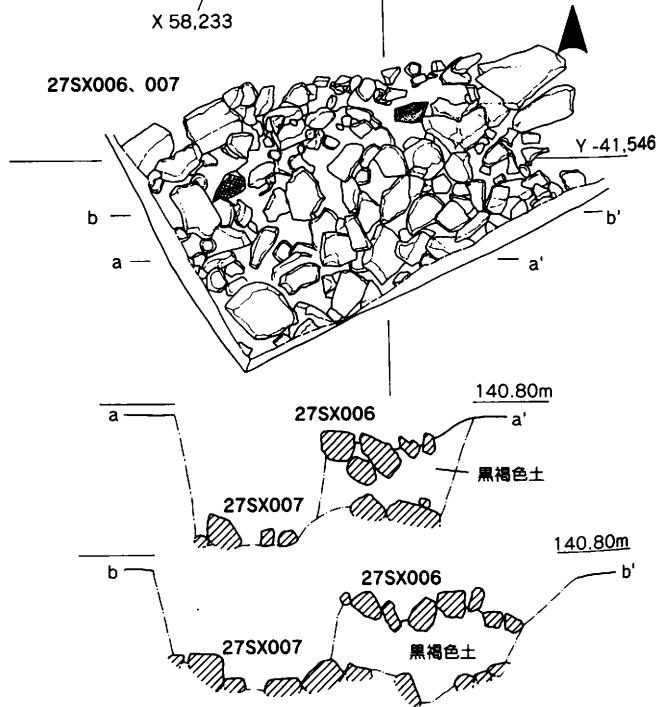 X 58,233
27SX006、007
Y -41,546
b
b'
a
a'
140.80m
a
27SX006
a'
黒褐色土
27SX007
140.80m
b
27SX006
b'
27SX007
黒褐色土